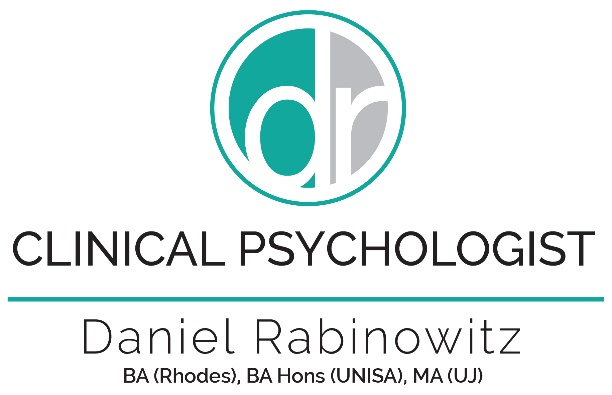 dr
CLINICAL PSYCHOLOGIST
Daniel Rabinowitz
BA (Rhodes), BA Hons (UNISA), MA (UJ)